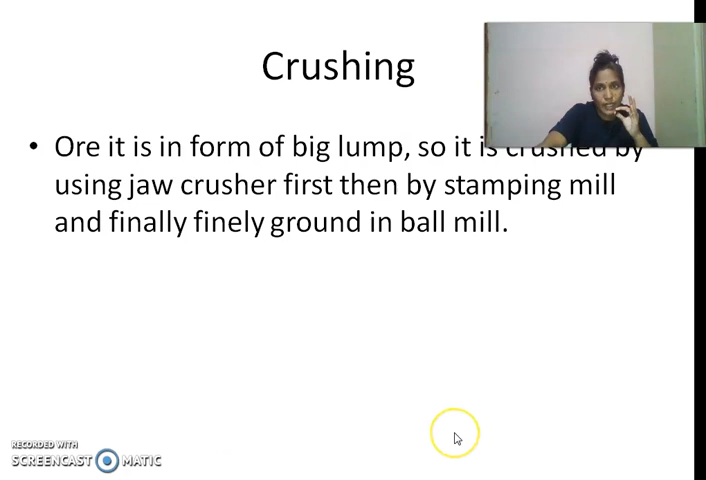 Crushing
• Ore it is in form of big lump, so it is crushed by
using jaw crusher first then by stamping mill
and finally finely ground in ball mill.
RECORDED WITH
SCREENCAST MATIC